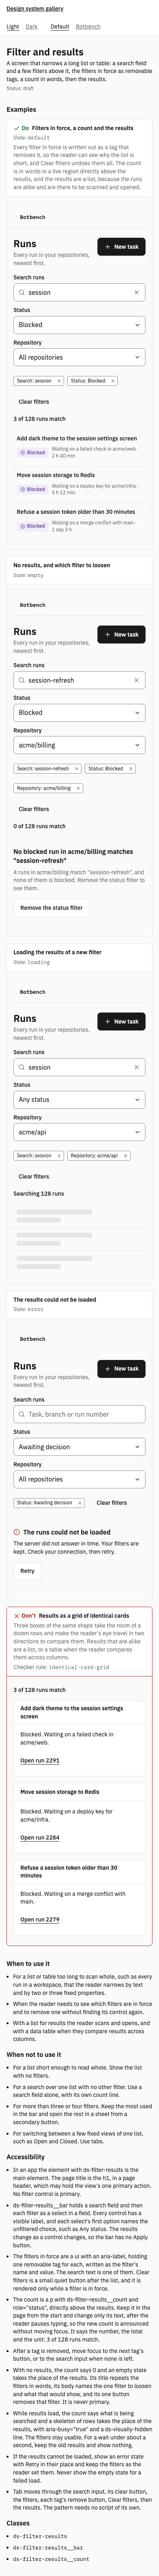 Design system gallery
Light Dark Default Botbench
Filter and results
A screen that narrows a long list or table: a search field
and a few filters above it, the filters in force as removable
tags, a count in words, then the results.
Status: draft
Examples
Do Filters in force, a count and the results
State: default
Every filter in force is written out as a tag that
removes it, so the reader can see why the list is
short, and Clear filters undoes them all. The count
is in words in a live region directly above the
results, and the results are a list, because the runs
are alike and are there to be scanned and opened.
Botbench
Runs
Every run in your repositories,
newest first.
New task
Search runs
session
Status
Blocked
Repository
All repositories
Search: session
Status: Blocked
Clear filters
3 of 128 runs match
Add dark theme to the session settings screen
Blocked
Waiting on a failed check in acme/web ·
2 h 40 min
Move session storage to Redis
Blocked
Waiting on a deploy key for acme/infra ·
5 h 12 min
Refuse a session token older than 30 minutes
Blocked
Waiting on a merge conflict with main ·
1 day 3 h
No results, and which filter to loosen
State: empty
Botbench
Runs
Every run in your repositories,
newest first.
New task
Search runs
session-refresh
Status
Blocked
Repository
acme/billing
Search: session-refresh
Status: Blocked
Repository: acme/billing
Clear filters
0 of 128 runs match
No blocked run in acme/billing matches
"session-refresh"
4 runs in acme/billing match "session-refresh", and
none of them is blocked. Remove the status filter to
see them.
Remove the status filter
Loading the results of a new filter
State: loading
Botbench
Runs
Every run in your repositories,
newest first.
New task
Search runs
session
Status
Any status
Repository
acme/api
Search: session
Repository: acme/api
Clear filters
Searching 128 runs
The results could not be loaded
State: error
Botbench
Runs
Every run in your repositories,
newest first.
New task
Search runs
Task, branch or run number
Status
Awaiting decision
Repository
All repositories
Status: Awaiting decision
Clear filters
The runs could not be loaded
The server did not answer in time. Your filters are
kept. Check your connection, then retry.
Retry
Don't Results as a grid of identical cards
Three boxes of the same shape take the room of a
dozen rows and make the reader's eye travel in two
directions to compare them. Results that are alike
are a list, or a table when the reader compares
them across columns.
Checker rule: identical-card-grid
3 of 128 runs match
Add dark theme to the session settings
screen
Blocked. Waiting on a failed check in
acme/web.
Open run 2291
Move session storage to Redis
Blocked. Waiting on a deploy key for
acme/infra.
Open run 2284
Refuse a session token older than 30
minutes
Blocked. Waiting on a merge conflict with
main.
Open run 2279
When to use it
• For a list or table too long to scan whole, such as every
run in a workspace, that the reader narrows by text
and by two or three fixed properties.
• When the reader needs to see which filters are in force
and to remove one without finding its control again.
• With a list for results the reader scans and opens, and
with a data table when they compare results across
columns.
When not to use it
• For a list short enough to read whole. Show the list
with no filters.
• For a search over one list with no other filter. Use a
search field alone, with its own count line.
• For more than three or four filters. Keep the most used
in the bar and open the rest in a sheet from a
secondary button.
• For switching between a few fixed views of one list,
such as Open and Closed. Use tabs.
Accessibility
• In an app the element with ds-filter-results is the
main element. The page title is the h1, in a page
header, which may hold the view's one primary action.
No filter control is primary.
• ds-filter-results__bar holds a search field and then
each filter as a select in a field. Every control has a
visible label, and each select's first option names the
unfiltered choice, such as Any status. The results
change as a control changes, so the bar has no Apply
button.
• The filters in force are a ul with an aria-label, holding
one removable tag for each, written as the filter's
name and value. The search text is one of them. Clear
filters is a small quiet button after the list, and it is
rendered only while a filter is in force.
• The count is a p with ds-filter-results__count and
role="status", directly above the results. Keep it in the
page from the start and change only its text, after the
reader pauses typing, so the new count is announced
without moving focus. It says the number, the total
and the unit: 3 of 128 runs match.
• After a tag is removed, move focus to the next tag's
button, or to the search input when none is left.
• With no results, the count says 0 and an empty state
takes the place of the results. Its title repeats the
filters in words, its body names the one filter to loosen
and what that would show, and its one button
removes that filter. It is never primary.
• While results load, the count says what is being
searched and a skeleton of rows takes the place of the
results, with aria-busy="true" and a ds-visually-hidden
line. The filters stay usable. For a wait under about a
second, keep the old results and show nothing.
• If the results cannot be loaded, show an error state
with Retry in their place and keep the filters as the
reader set them. Never show the empty state for a
failed load.
• Tab moves through the search input, its clear button,
the filters, each tag's remove button, Clear filters, then
the results. The pattern needs no script of its own.
Classes
• ds-filter-results
• ds-filter-results__bar
• ds-filter-results__count